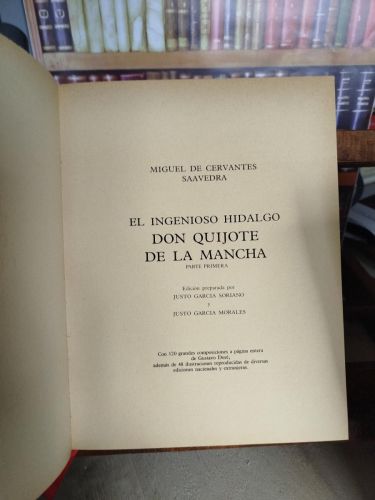 MIGUEL DE CERVANTES
SAAVEDRA
EL INGENIOSO HIDALGO
DON QUIJOTE
DE LA MANCHA
PARTE PRIMERA
Edición preparada por
JUSTO GARCIA SORIANO
y
JUSTO GARCIA MORALES
Con 120 grandes composiciones a página entera
de Gustavo Doré,
además de 48 ilustraciones reproducidas de diversas
ediciones nacionales y extranjeras.